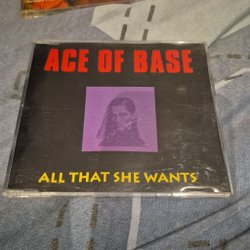 ACE OF BASE
ALL THAT SHE WANTS